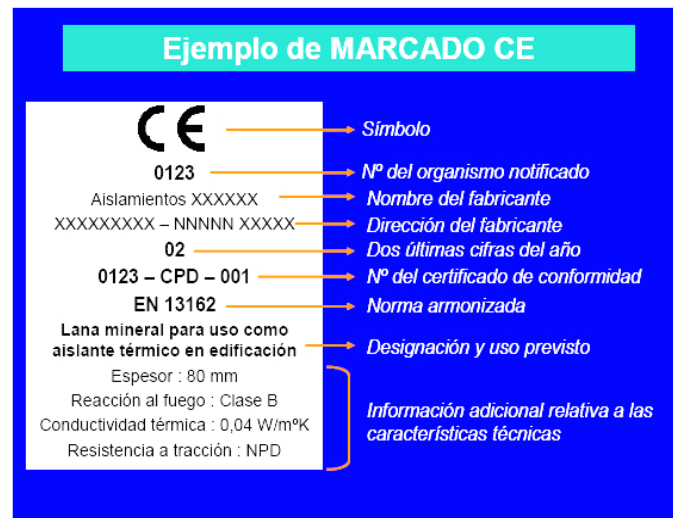 Ejemplo de MARCADO CE
CE
Símbolo
0123
Nº del organismo notificado
Aislamientos XXXXXX
Nombre del fabricante
XXXXXXXXX – NNNNN XXXXX
Dirección del fabricante
02
Dos últimas cifras del año
0123 – CPD – 001
Nº del certificado de conformidad
EN 13162
Norma armonizada
Lana mineral para uso como
aislante térmico en edificación
Designación y uso previsto
Espesor : 80 mm
Reacción al fuego : Clase B
Conductividad térmica : 0,04 W/mºK
Resistencia a tracción : NPD
Información adicional relativa a las
características técnicas